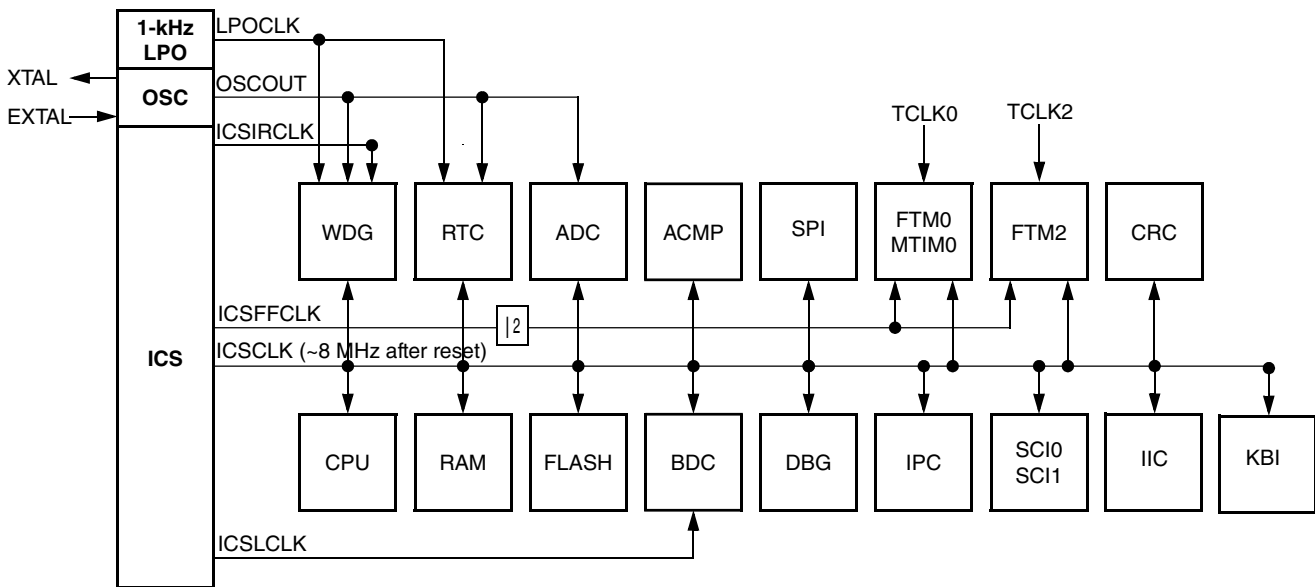 1-kHz
LPO
LPOCLK
XTAL
OSCOUT
OSC
EXTAL
ICSIRCLK
TCLK0
TCLK2
WDG
RTC
ADC
ACMP
SPI
FTM0
MTIM0
FTM2
CRC
ICSFFCLK
|2
ICS
ICSCLK (~8 MHz after reset)
CPU
RAM
FLASH
BDC
DBG
IPC
SCI0
SCI1
IIC
KBI
ICSLCLK